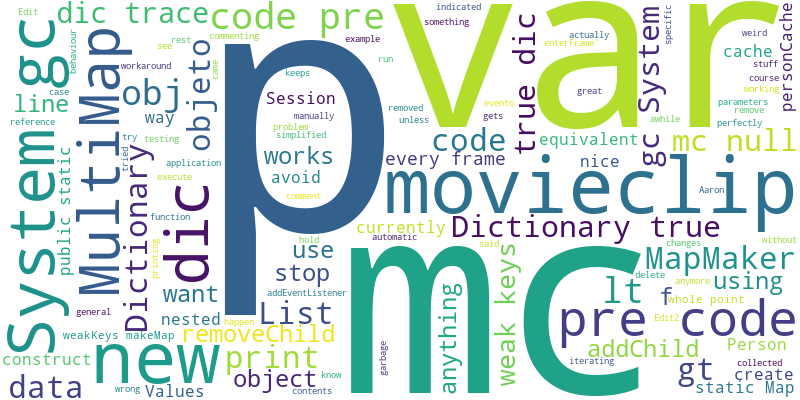 Edit
dic trace
code pre
indicated
something
p
var
gc
System
behaviour
workaround
commenting
rest
example
see
actually
enterFrame
weird
specific
personCache
stuff
cache
course
great
run
came
MultiMap
line
case
reference
obj
objeto
way
keeps
Session
manually
problem
simplified
removed
unless
evento
gets
working
parameters
remove
awhile
perfectly
true dic
gc System
code
equivalent
mc null
try
tried
testing
application
execute
works
avoid
every frame
nice
public static
Dictionary
dic
comment
function
printing
movieclip
Aaron
currently
Dictionary true
hold
automatic
said
changes
without
general
want
addEventListener
use
stop
mc
anything
weak keys
lt
delete
MapMaker
anymore
using
whole point
nested
happen
List
f
pre code
Edit2
weakKeys makeMap
removeChild
new
construct
print
know
garbage
iterating
addChild
Person
collected
gt
create
data
wrong
Values
object
contents
static Map